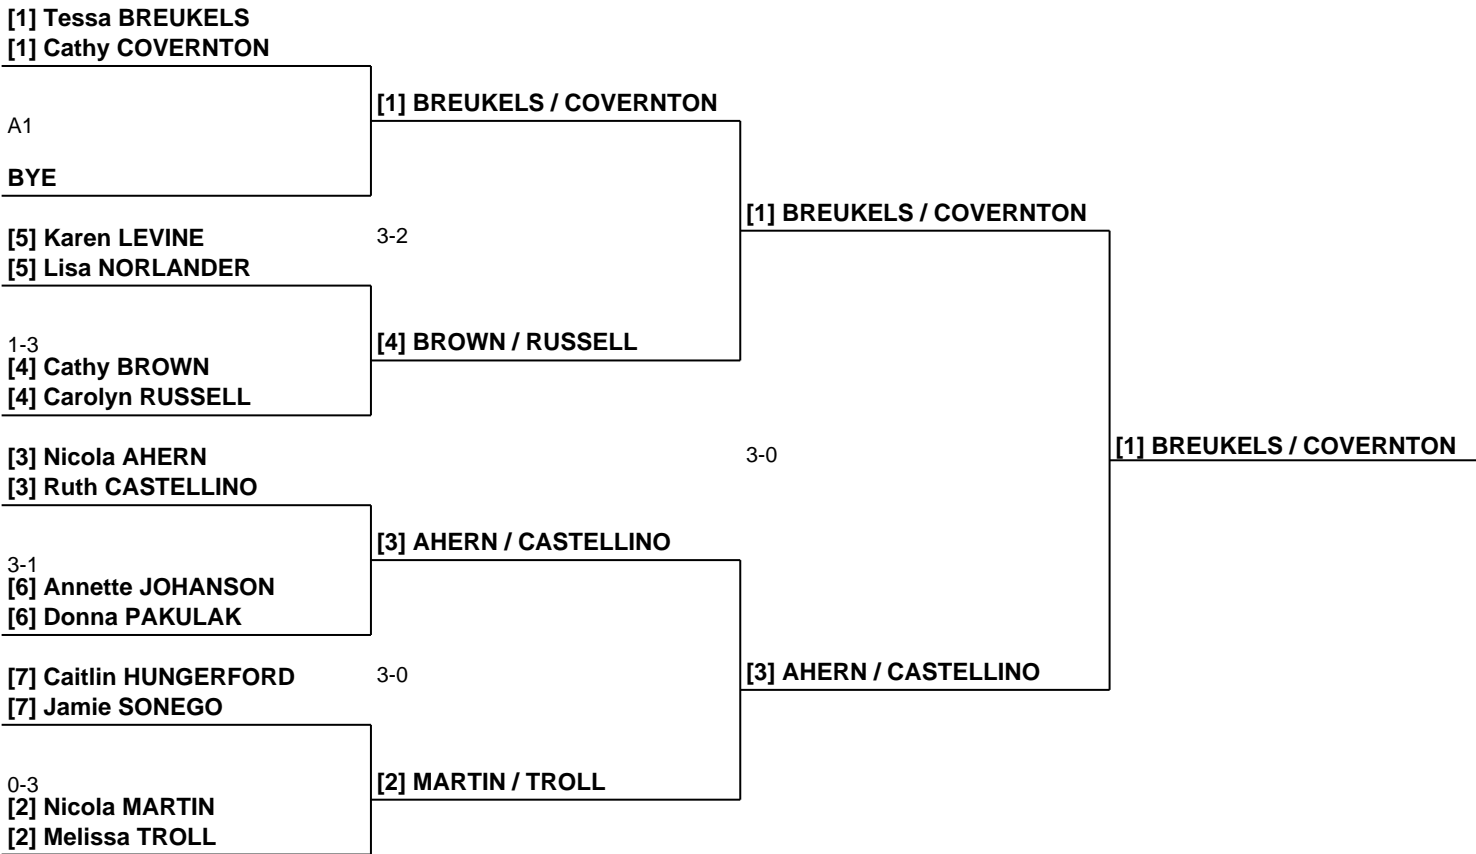 [1] Tessa BREUKELS
[1] Cathy COVERNTON
A1
BYE
[5] Karen LEVINE
[5] Lisa NORLANDER
1-3
[4] Cathy BROWN
[4] Carolyn RUSSELL
[3] Nicola AHERN
[3] Ruth CASTELLINO
3-1
[6] Annette JOHANSON
[6] Donna PAKULAK
[7] Caitlin HUNGERFORD
[7] Jamie SONEGO
0-3
[2] Nicola MARTIN
[2] Melissa TROLL
[1] BREUKELS / COVERNTON
3-2
[4] BROWN / RUSSELL
[3] AHERN / CASTELLINO
3-0
[2] MARTIN / TROLL
[1] BREUKELS / COVERNTON
3-0
[3] AHERN / CASTELLINO
[1] BREUKELS / COVERNTON